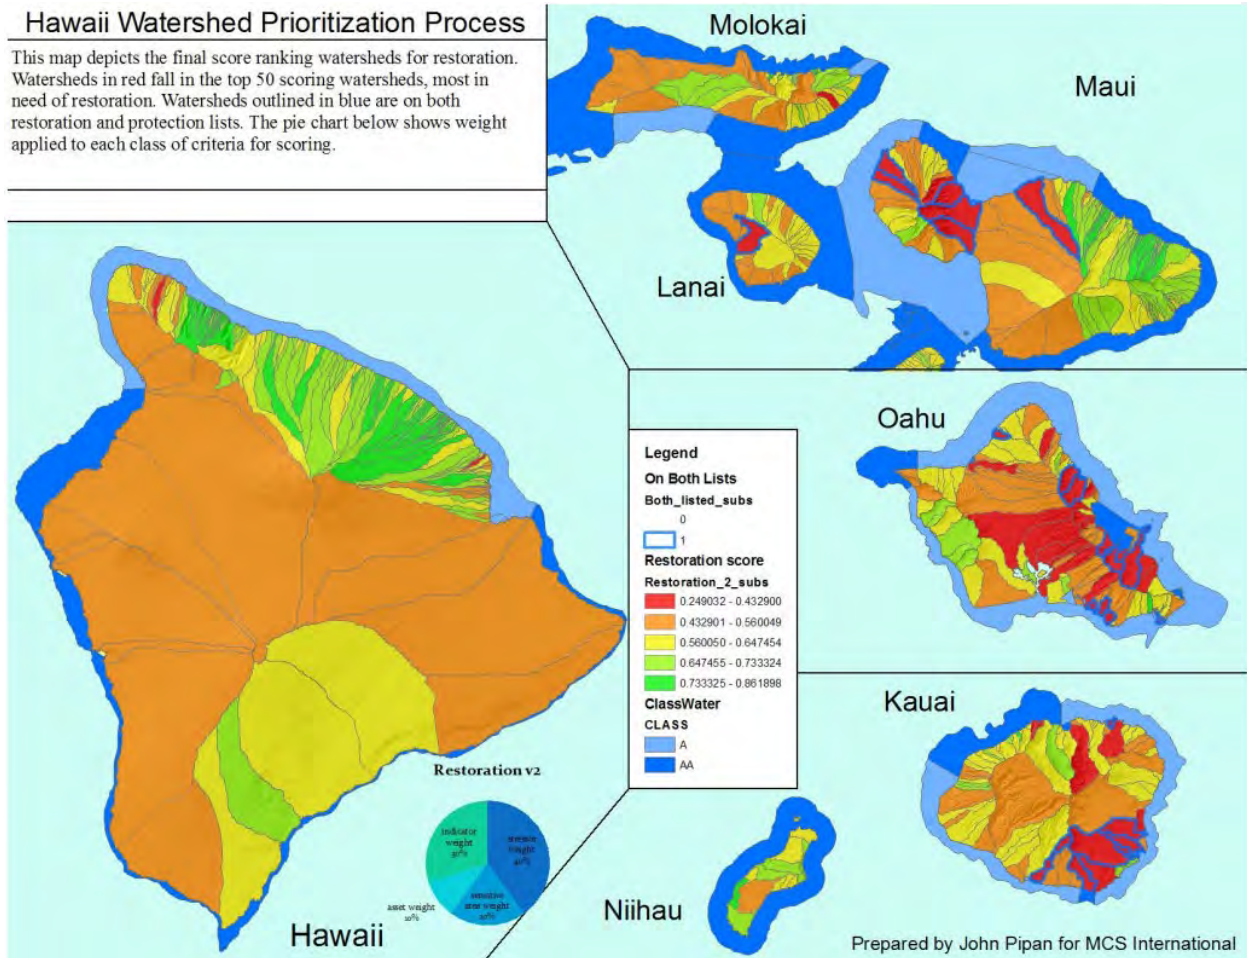 Hawaii Watershed Prioritization Process
This map depicts the final score ranking watersheds for restoration.
Watersheds in red fall in the top 50 scoring watersheds, most in
need of restoration. Watersheds outlined in blue are on both
restoration and protection lists. The pie chart below shows weight
applied to each class of criteria for scoring.
Molokai
Maui
Lanai
Oahu
Legend
On Both Lists
Both_listed_subs
0
1
Restoration score
Restoration_2_subs
0.249032 - 0.432900
0.432901 - 0.560049
0.560050 - 0.647454
0.647455 - 0.733324
0.733325 - 0.861898
ClassWater
CLASS
A
AA
Kauai
Restoration v2
indicator
weight
weight
asset weight
10%
sensitive
area weight
Niihau
Hawaii
Prepared by John Pipan for MCS International